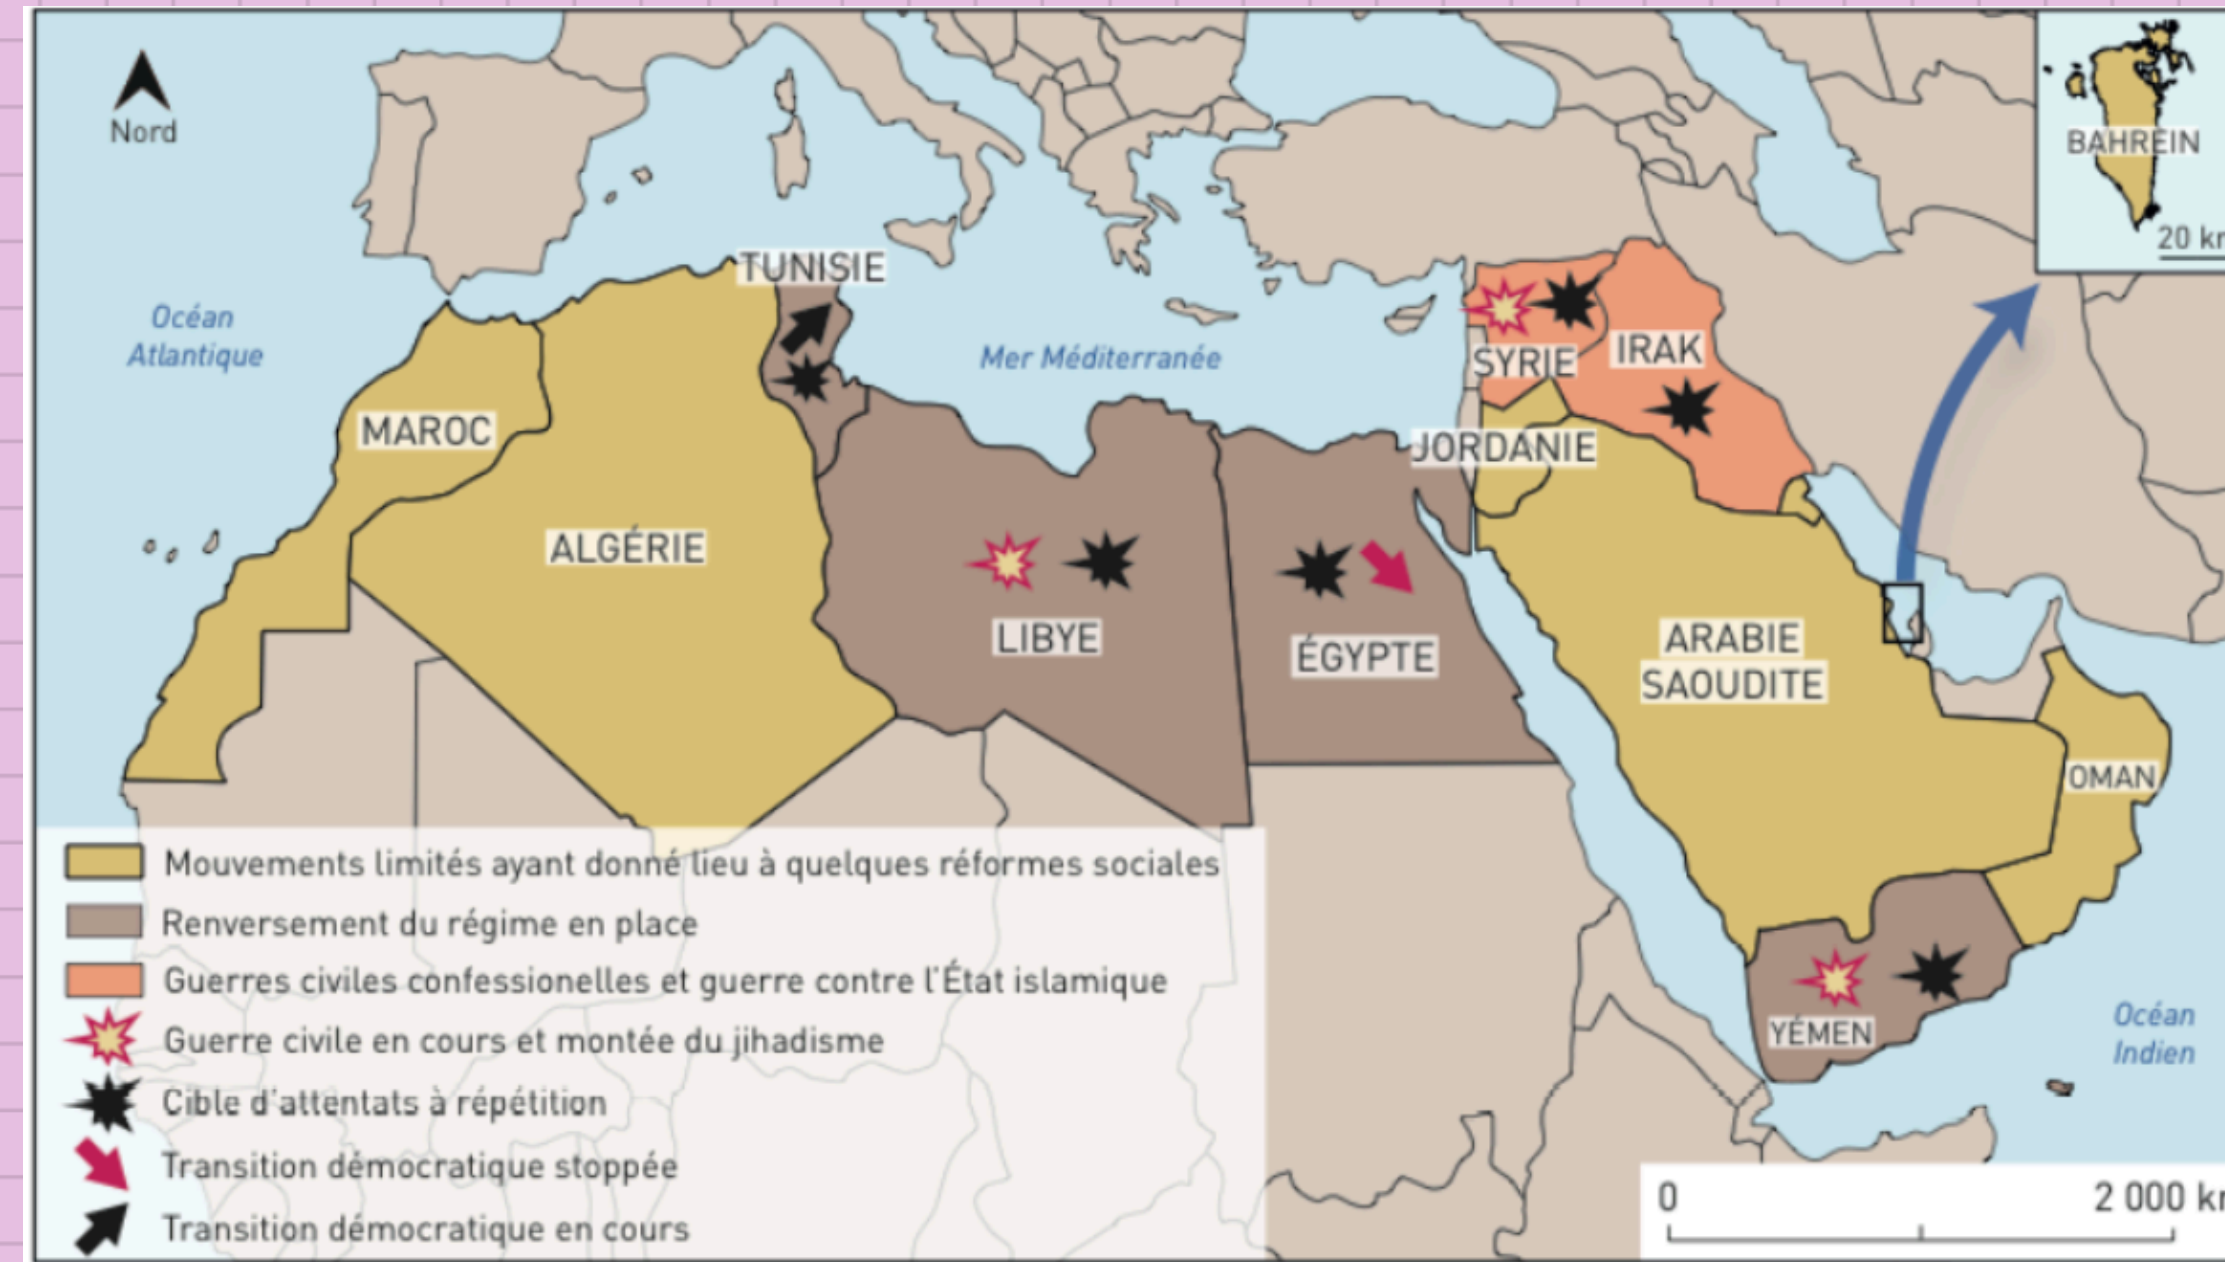 Nord
BAHREIN
20 km
TUNISIE
Océan
Atlantique
Mer Méditerranée
SYRIE
IRAK
MAROC
JORDANIE
ALGÉRIE
LIBYE
ÉGYPTE
ARABIE
SAOUDITE
OMAN
YÉMEN
Océan
Indien
Mouvements limités ayant donné lieu à quelques réformes sociales
Renversement du régime en place
Guerres civiles confessionelles et guerre contre l'État islamique
Guerre civile en cours et montée du jihadisme
Cible d'attentats à répétition
Transition démocratique stoppée
Transition démocratique en cours
0 2 000 km